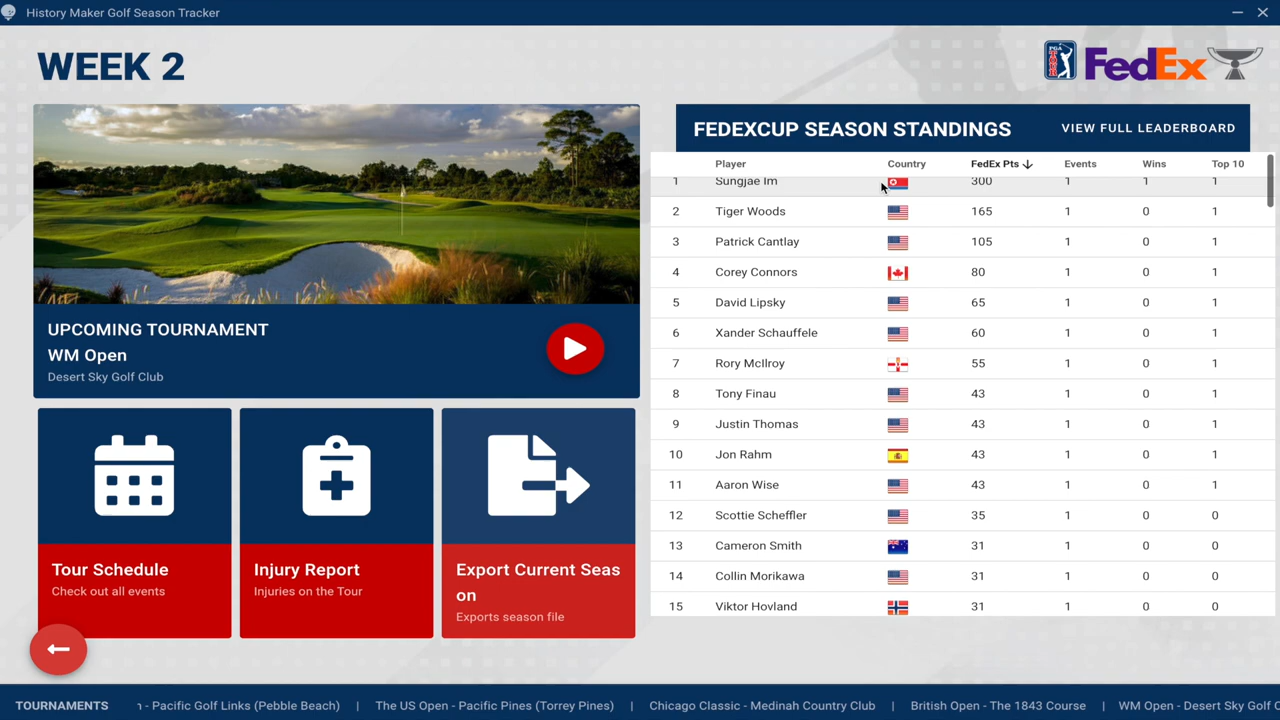 History Maker Golf Season Tracker
WEEK 2
PGA TOUR
FedEx
FEDEXCUP SEASON STANDINGS VIEW FULL LEADERBOARD
Player Country FedEx Pts Events Wins Top 10
1 Sungjae Im 300 1 1 1
2 Tiger Woods 165 1 0 1
3 Patrick Cantlay 105 1 0 1
4 Corey Connors 80 1 0 1
5 David Lipsky 65 1 0 1
6 Xander Schauffele 60 1 0 1
7 Rory McIlroy 55 1 0 1
8 Tony Finau 43 1 0 1
9 Justin Thomas 43 1 0 1
10 Jon Rahm 43 1 0 1
11 Aaron Wise 43 1 0 1
12 Scottie Scheffler 35 1 0 0
13 Cameron Smith 31 1 0 0
14 Collin Morikawa 31 1 0 0
15 Viktor Hovland 31 1 0 0
UPCOMING TOURNAMENT
WM Open
Desert Sky Golf Club
Tour Schedule
Check out all events
Injury Report
Injuries on the Tour
Export Current Seas
on
Exports season file
TOURNAMENTS - Pacific Golf Links (Pebble Beach) | The US Open - Pacific Pines (Torrey Pines) | Chicago Classic - Medinah Country Club | British Open - The 1843 Course | WM Open - Desert Sky Golf